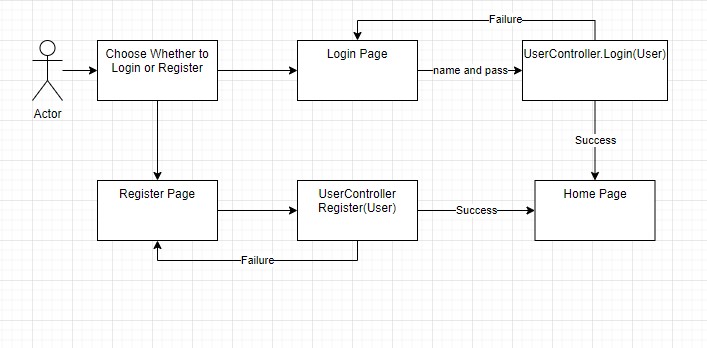 Failure
Choose Whether to
Login or Register
Login Page
name and pass
UserController.Login(User)
Actor
Success
Register Page
UserController
Register(User)
Success
Home Page
Failure